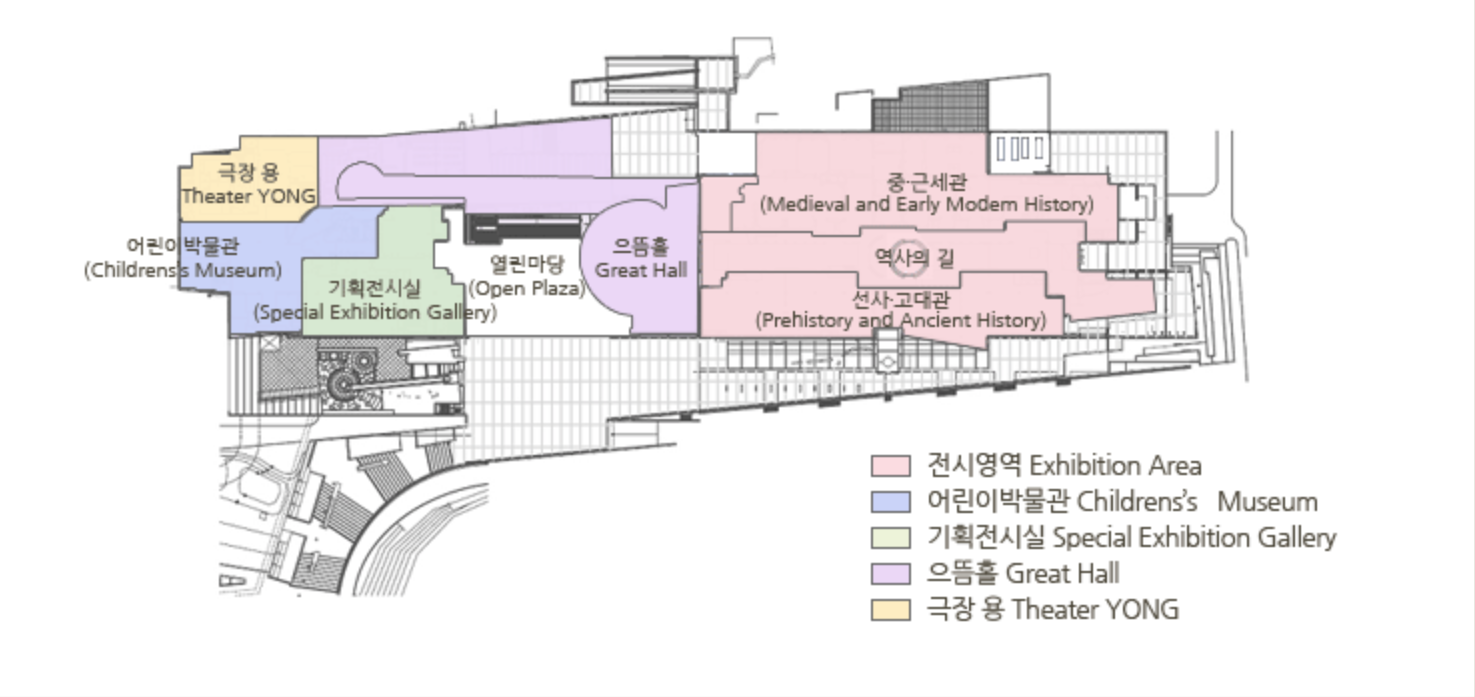 극장 용
Theater YONG
어린이박물관
(Childrens's Museum)
기획전시실
(Special Exhibition Gallery)
열린마당
(Open Plaza)
으뜸홀
Great Hall
중·근세관
(Medieval and Early Modern History)
역사의 길
선사·고대관
(Prehistory and Ancient History)
전시영역 Exhibition Area
어린이박물관 Childrens's Museum
기획전시실 Special Exhibition Gallery
으뜸홀 Great Hall
극장 용 Theater YONG